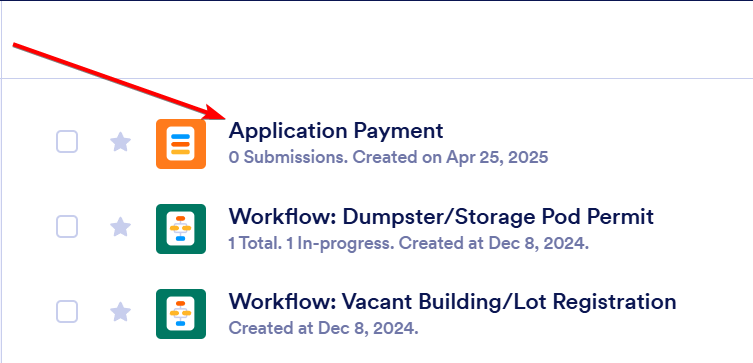 Application Payment
0 Submissions. Created on Apr 25, 2025
Workflow: Dumpster/Storage Pod Permit
1 Total. 1 In-progress. Created at Dec 8, 2024.
Workflow: Vacant Building/Lot Registration
Created at Dec 8, 2024.